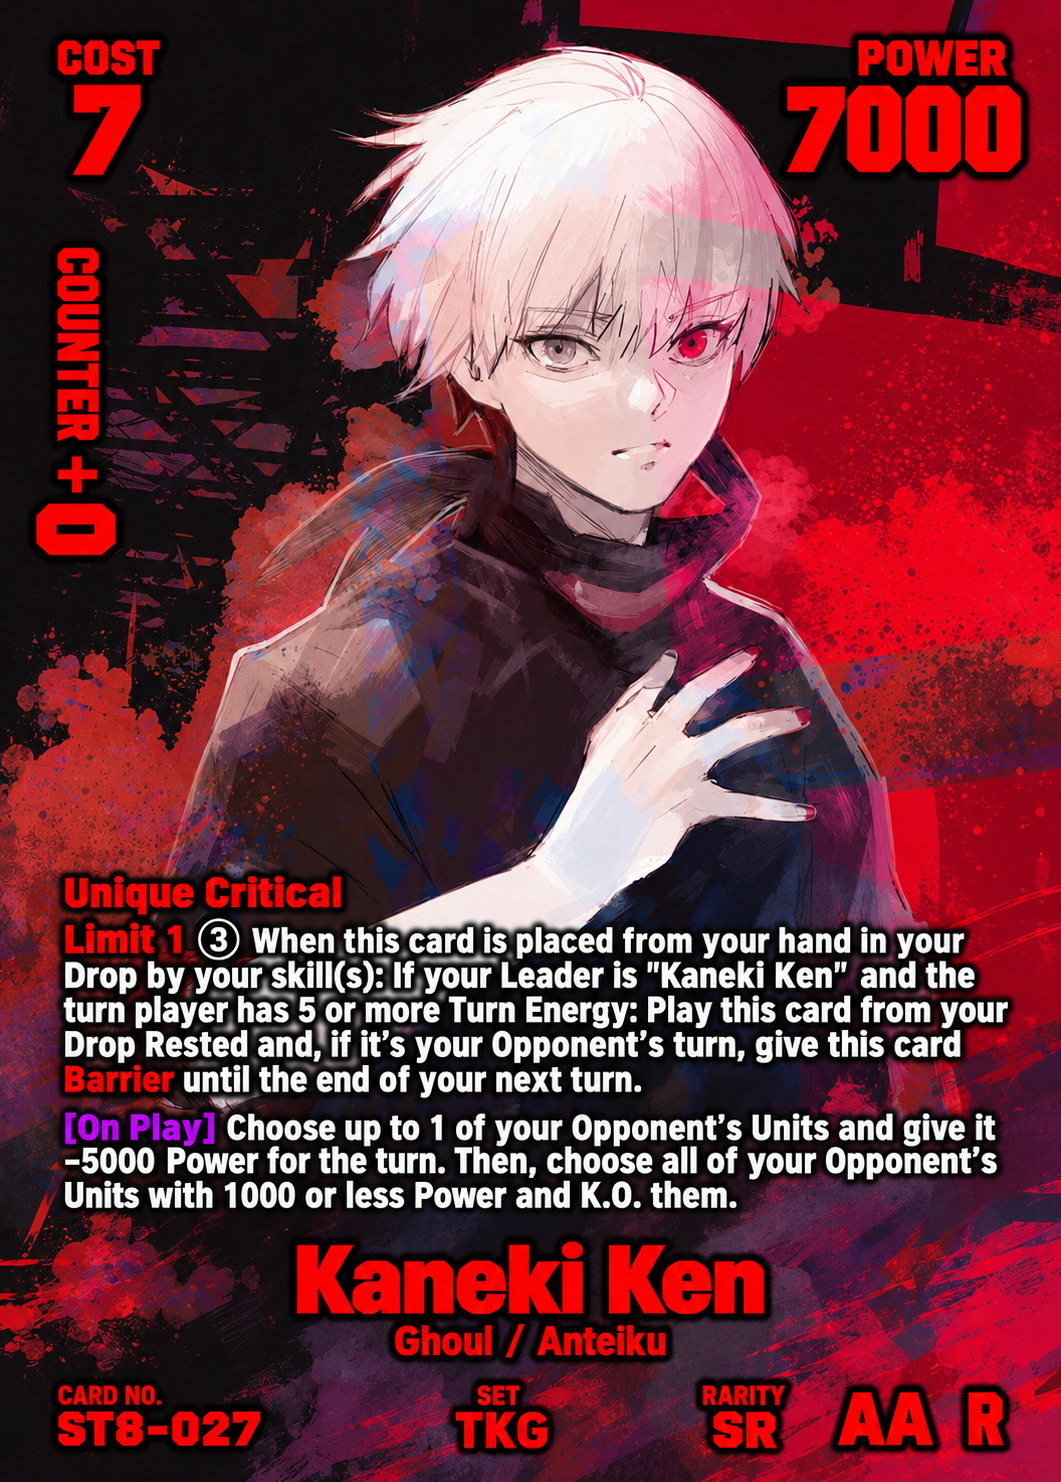 COST
7
POWER
7000
COUNTER +0
Unique Critical
Limit 1 ③ When this card is placed from your hand in your
Drop by your skill(s): If your Leader is "Kaneki Ken" and the
turn player has 5 or more Turn Energy: Play this card from your
Drop Rested and, if it's your Opponent's turn, give this card
Barrier until the end of your next turn.
[On Play] Choose up to 1 of your Opponent's Units and give it
-5000 Power for the turn. Then, choose all of your Opponent's
Units with 1000 or less Power and K.O. them.
Kaneki Ken
Ghoul / Anteiku
CARD NO.
ST8-027
SET
TKG
RARITY
SR
AA R